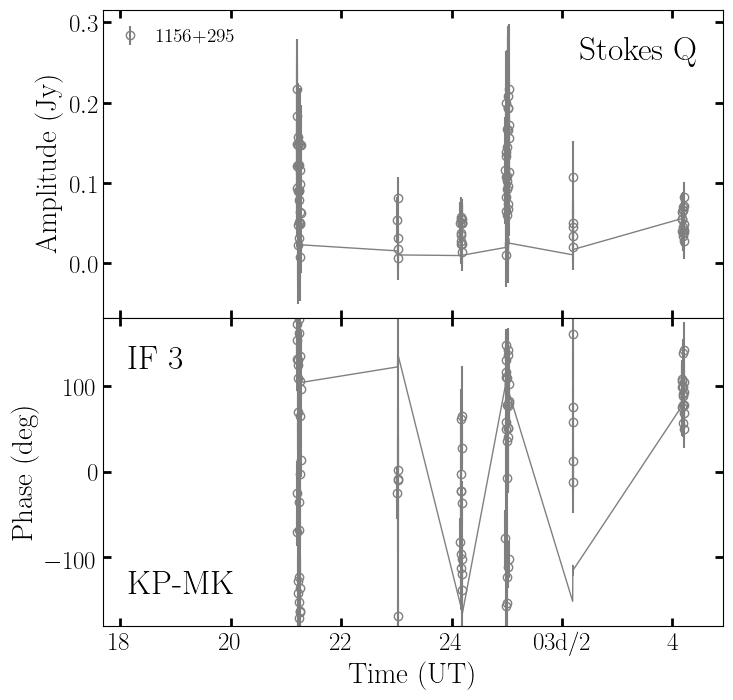 1156+295
Stokes Q
0.3
0.2
0.1
0.0
Amplitude (Jy)
IF 3
KP-MK
100
0
−100
Phase (deg)
18 20 22 24 03d/2 4
Time (UT)